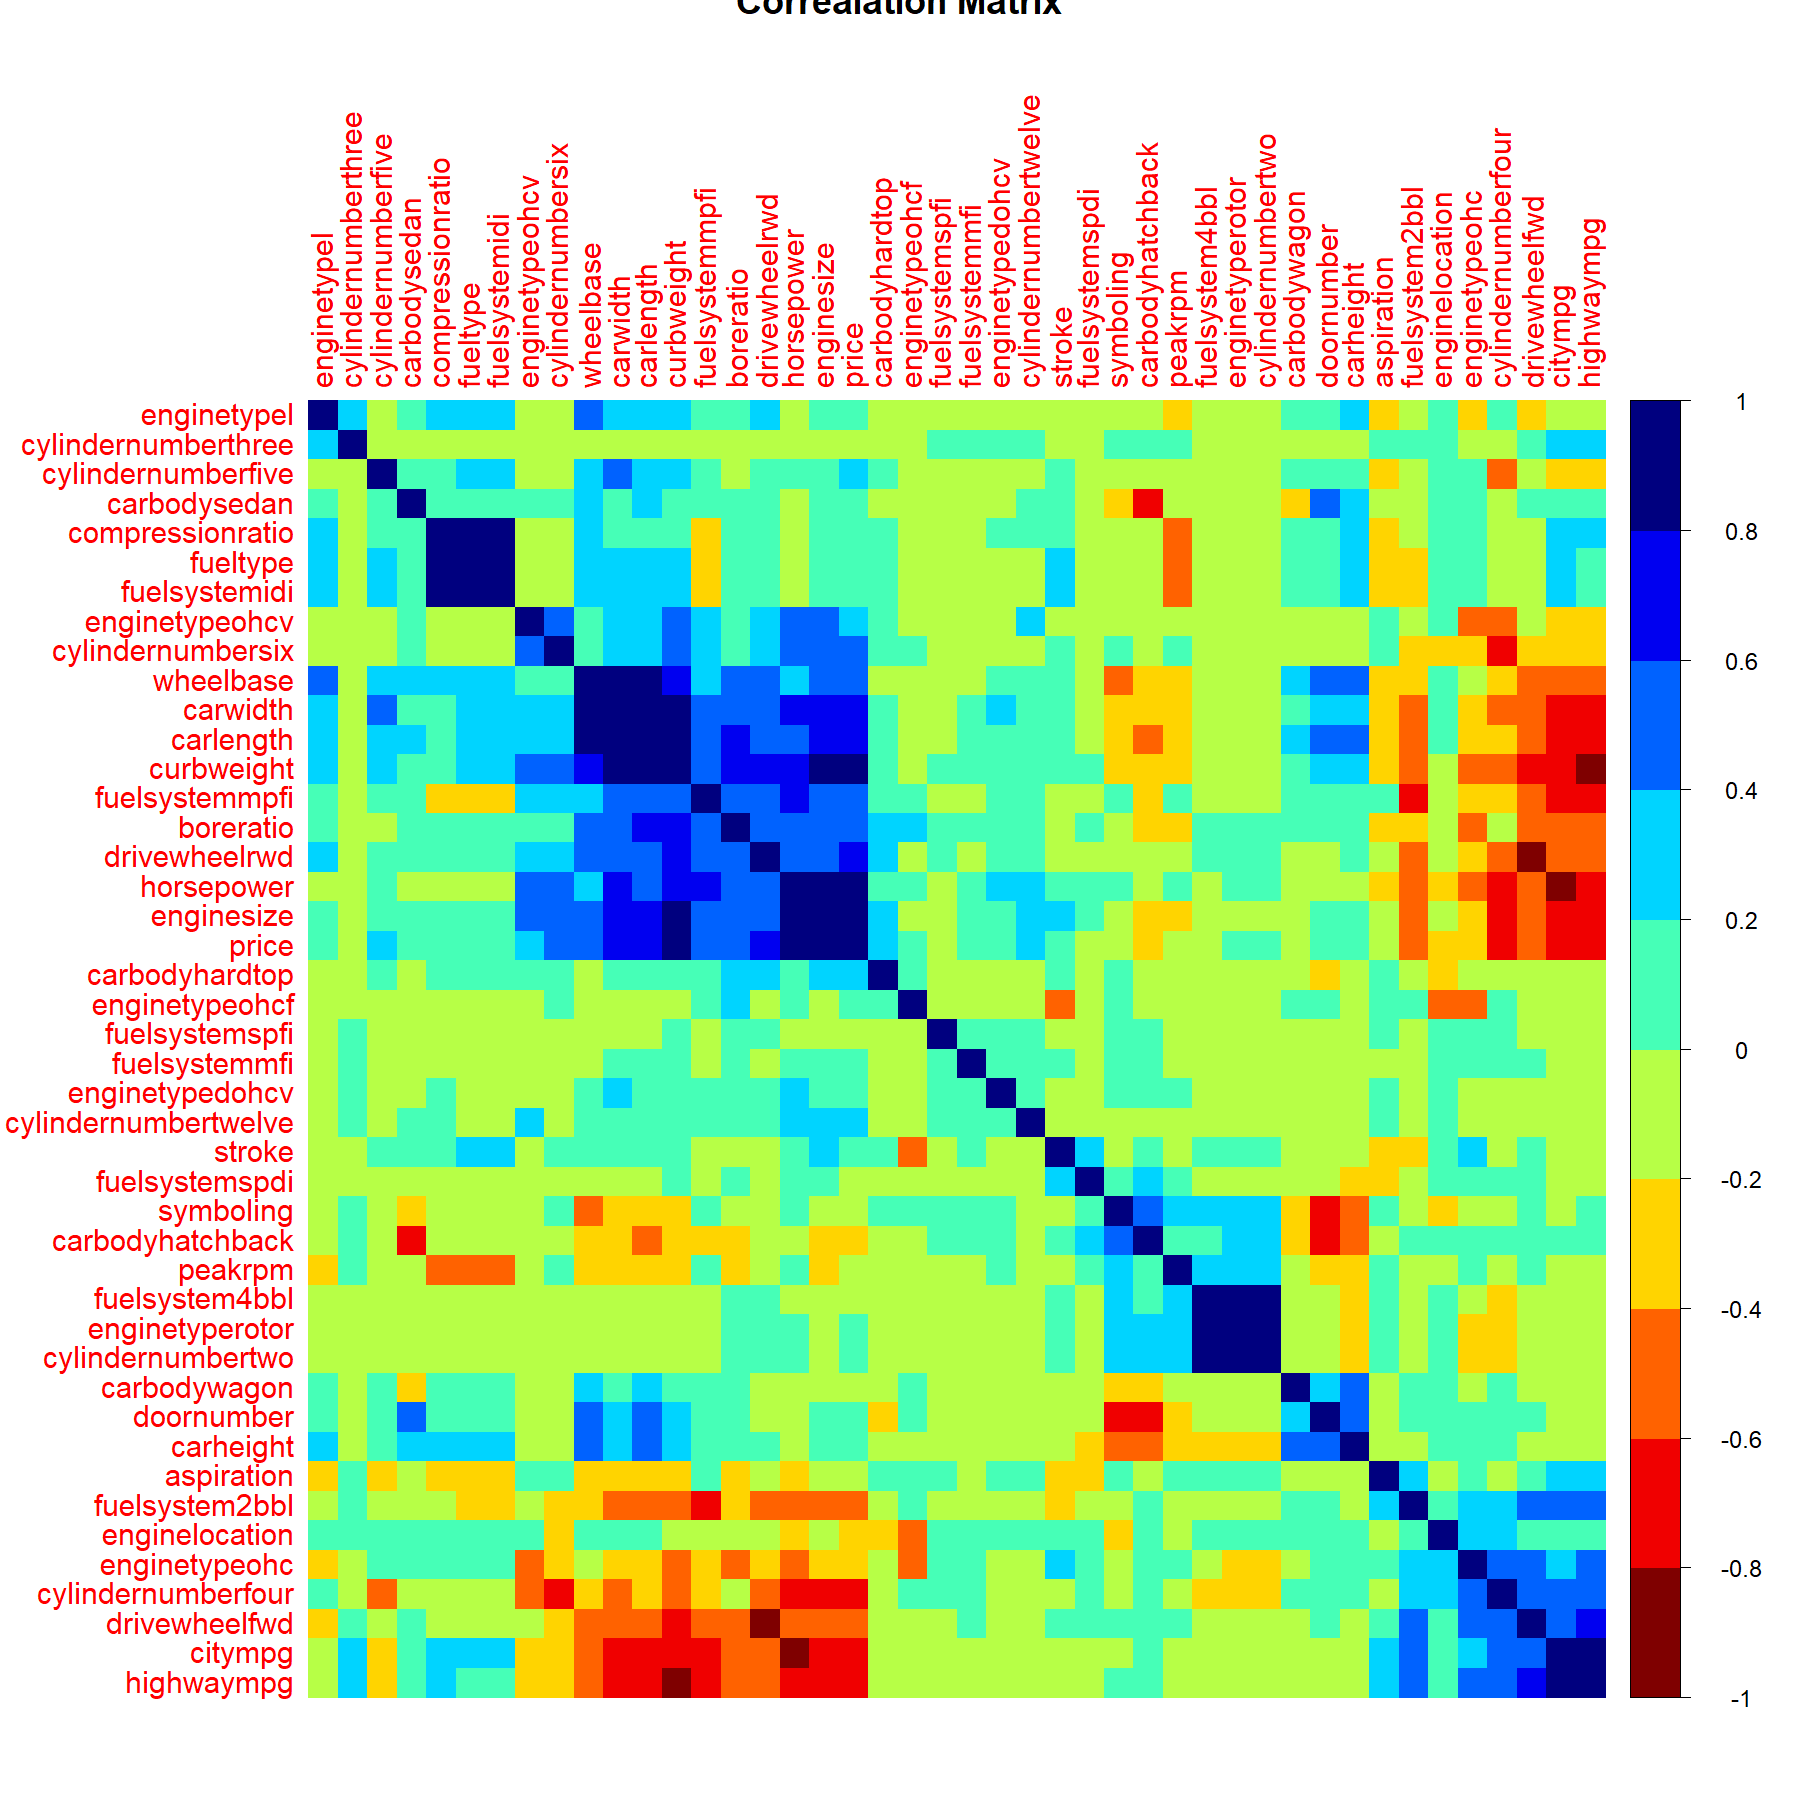 Correalation Matrix
enginetypel
cylindernumberthree
cylindernumberfive
carbodysedan
compressionratio
fueltype
fuelsystemidi
enginetypeohcv
cylindernumbersix
wheelbase
carwidth
carlength
curbweight
fuelsystemmpfi
boreratio
drivewheelrwd
horsepower
enginesize
price
carbodyhardtop
enginetypeohcf
fuelsystemspfi
fuelsystemmfi
enginetypedohcv
cylindernumbertwelve
stroke
fuelsystemspdi
symboling
carbodyhatchback
peakrpm
fuelsystem4bbl
enginetyperotor
cylindernumbertwo
carbodywagon
doornumber
carheight
aspiration
fuelsystem2bbl
enginelocation
enginetypeohc
cylindernumberfour
drivewheelfwd
citympg
highwaympg
enginetypel
cylindernumberthree
cylindernumberfive
carbodysedan
compressionratio
fueltype
fuelsystemidi
enginetypeohcv
cylindernumbersix
wheelbase
carwidth
carlength
curbweight
fuelsystemmpfi
boreratio
drivewheelrwd
horsepower
enginesize
price
carbodyhardtop
enginetypeohcf
fuelsystemspfi
fuelsystemmfi
enginetypedohcv
cylindernumbertwelve
stroke
fuelsystemspdi
symboling
carbodyhatchback
peakrpm
fuelsystem4bbl
enginetyperotor
cylindernumbertwo
carbodywagon
doornumber
carheight
aspiration
fuelsystem2bbl
enginelocation
enginetypeohc
cylindernumberfour
drivewheelfwd
citympg
highwaympg
1
0.8
0.6
0.4
0.2
0
-0.2
-0.4
-0.6
-0.8
-1